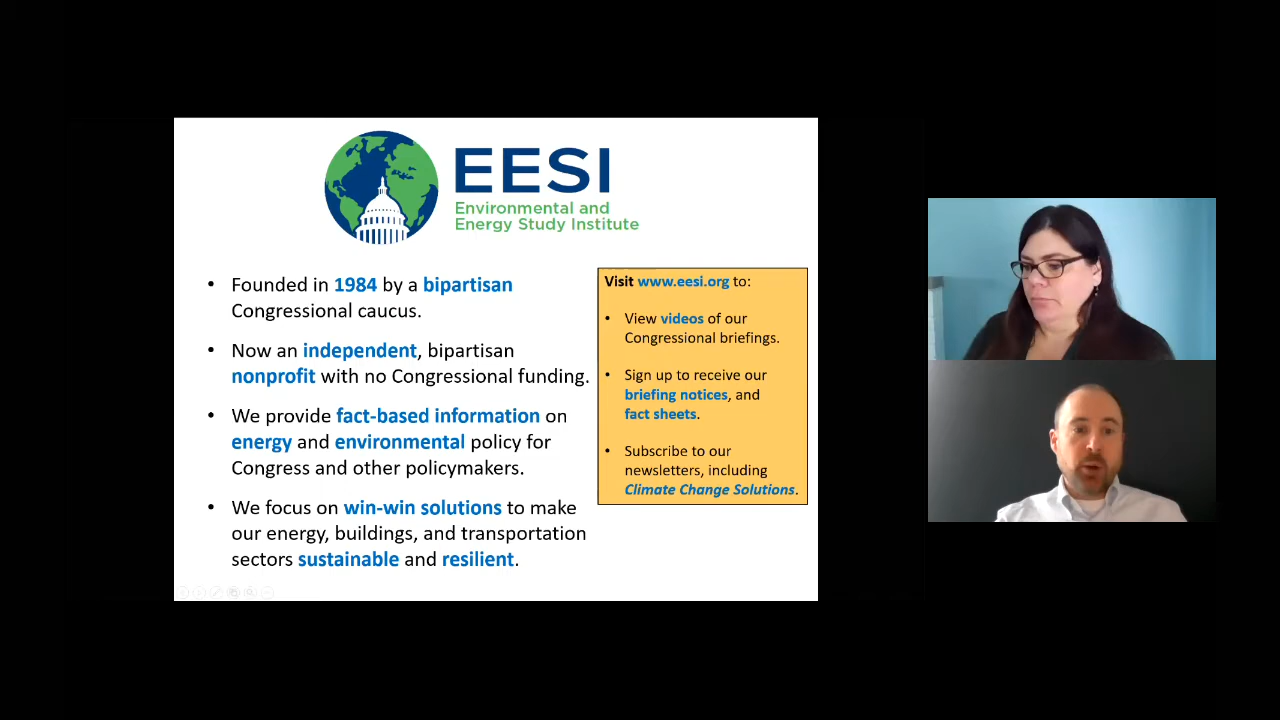 EESI
Environmental and
Energy Study Institute
• Founded in 1984 by a bipartisan
Congressional caucus.
• Now an independent, bipartisan
nonprofit with no Congressional funding.
• We provide fact-based information on
energy and environmental policy for
Congress and other policymakers.
• We focus on win-win solutions to make
our energy, buildings, and transportation
sectors sustainable and resilient.
Visit www.eesi.org to:
• View videos of our
Congressional briefings.
• Sign up to receive our
briefing notices, and
fact sheets.
• Subscribe to our
newsletters, including
Climate Change Solutions.